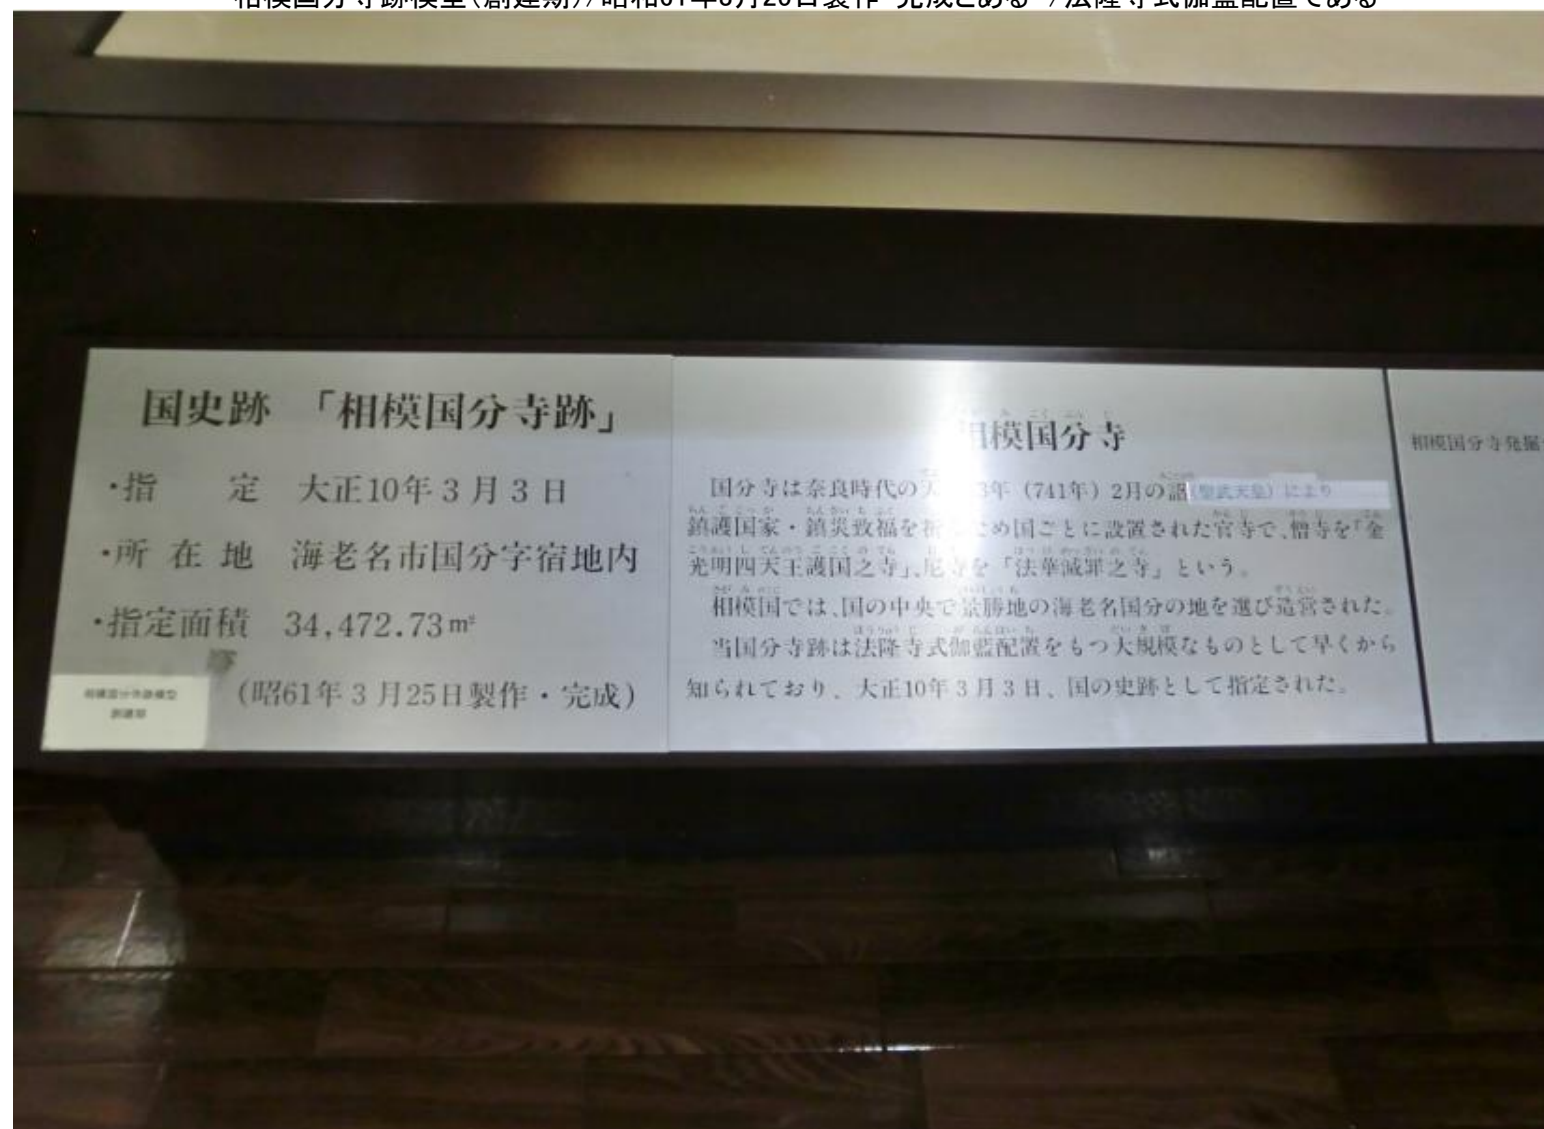 相模国分寺跡模型(創建期)//昭和61年3月25日製作・完成とある / 法隆寺式伽藍配置である
国史跡 「相模国分寺跡」
・指 定 大正10年3月3日
・所在地 海老名市国分字宿地内
・指定面積 34,472.73㎡
(昭61年3月25日製作・完成)
相模国分寺跡模型
創建期
相模国分寺
国分寺は奈良時代の天 3年(741年)2月の詔(聖武天皇)により
鎮護国家・鎮災致福を祈 ため国ごとに設置された官寺で、僧寺を「金
光明四天王護国之寺」、尼寺を「法華滅罪之寺」という。
相模国では、国の中央で景勝地の海老名国分の地を選び造営された。
当国分寺跡は法隆寺式伽藍配置をもつ大規模なものとして早くから
知られており、大正10年3月3日、国の史跡として指定された。
相模国分寺発掘